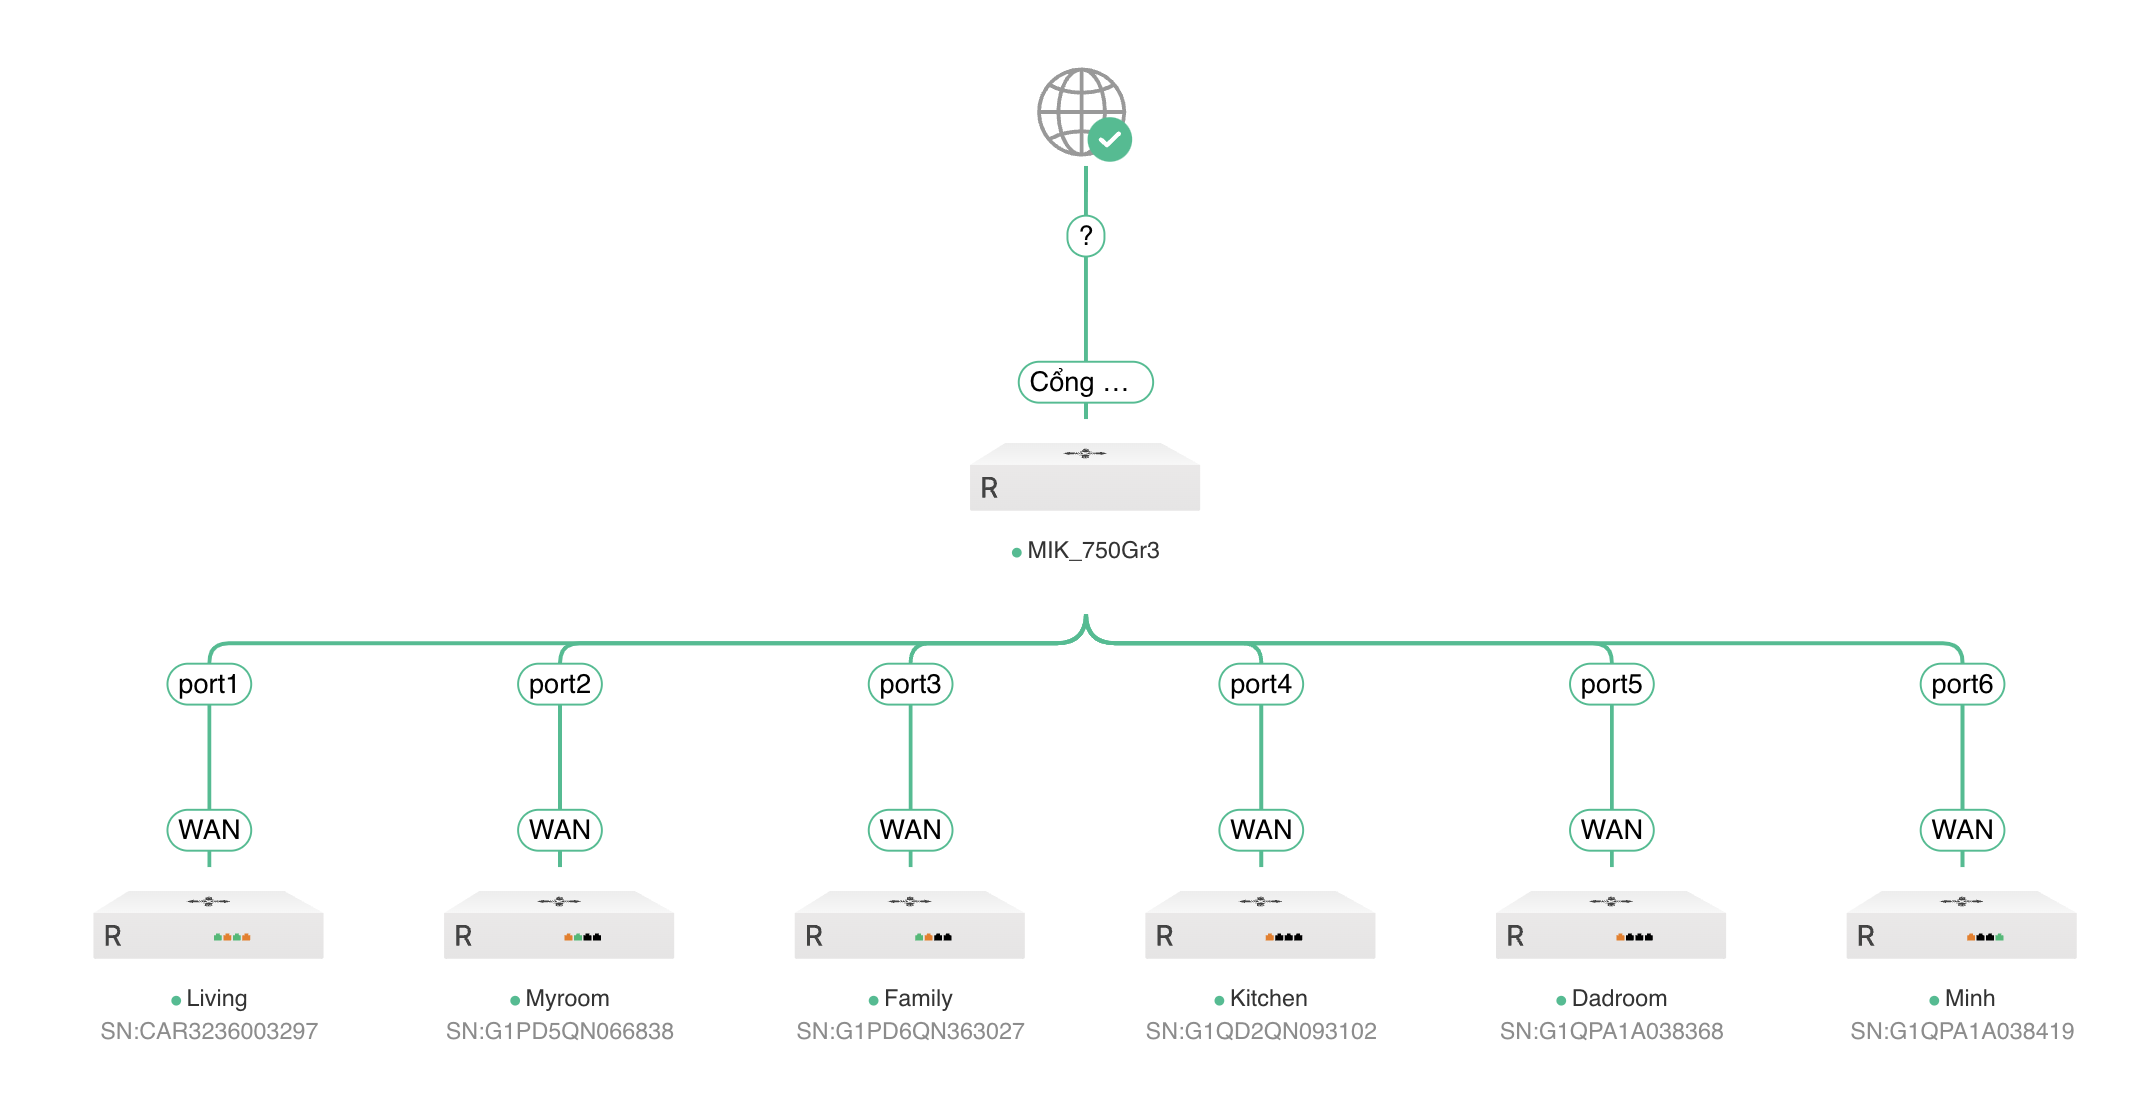 ?
Cổng ...
R
MIK_750Gr3
port1 port2 port3 port4 port5 port6
WAN WAN WAN WAN WAN WAN
R R R R R R
Living Myroom Family Kitchen Dadroom Minh
SN:CAR3236003297 SN:G1PD5QN066838 SN:G1PD6QN363027 SN:G1QD2QN093102 SN:G1QPA1A038368 SN:G1QPA1A038419